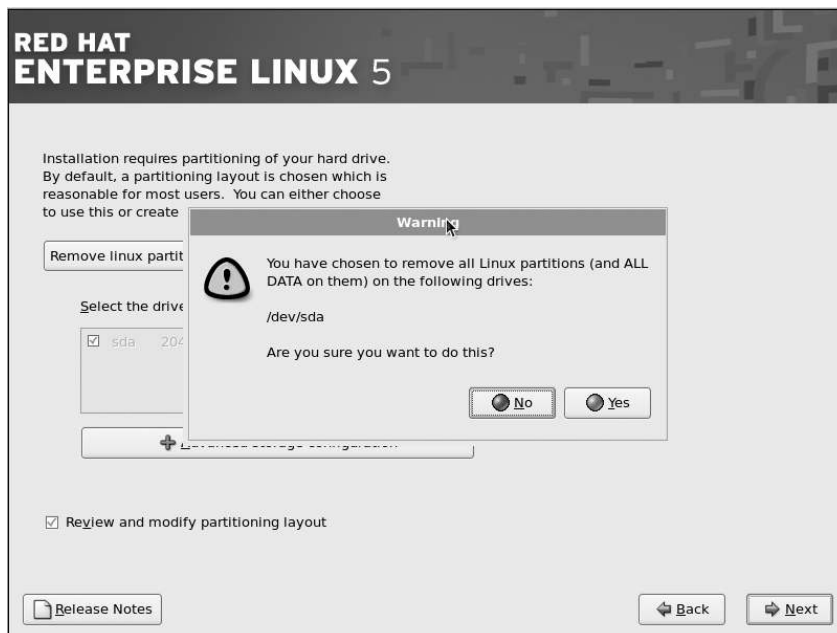 RED HAT
ENTERPRISE LINUX 5
Installation requires partitioning of your hard drive.
By default, a partitioning layout is chosen which is
reasonable for most users. You can either choose
to use this or create
Remove linux partit
Select the drive
sda 204
Warning
You have chosen to remove all Linux partitions (and ALL
DATA on them) on the following drives:
/dev/sda
Are you sure you want to do this?
No
Yes
Review and modify partitioning layout
Release Notes
Back
Next